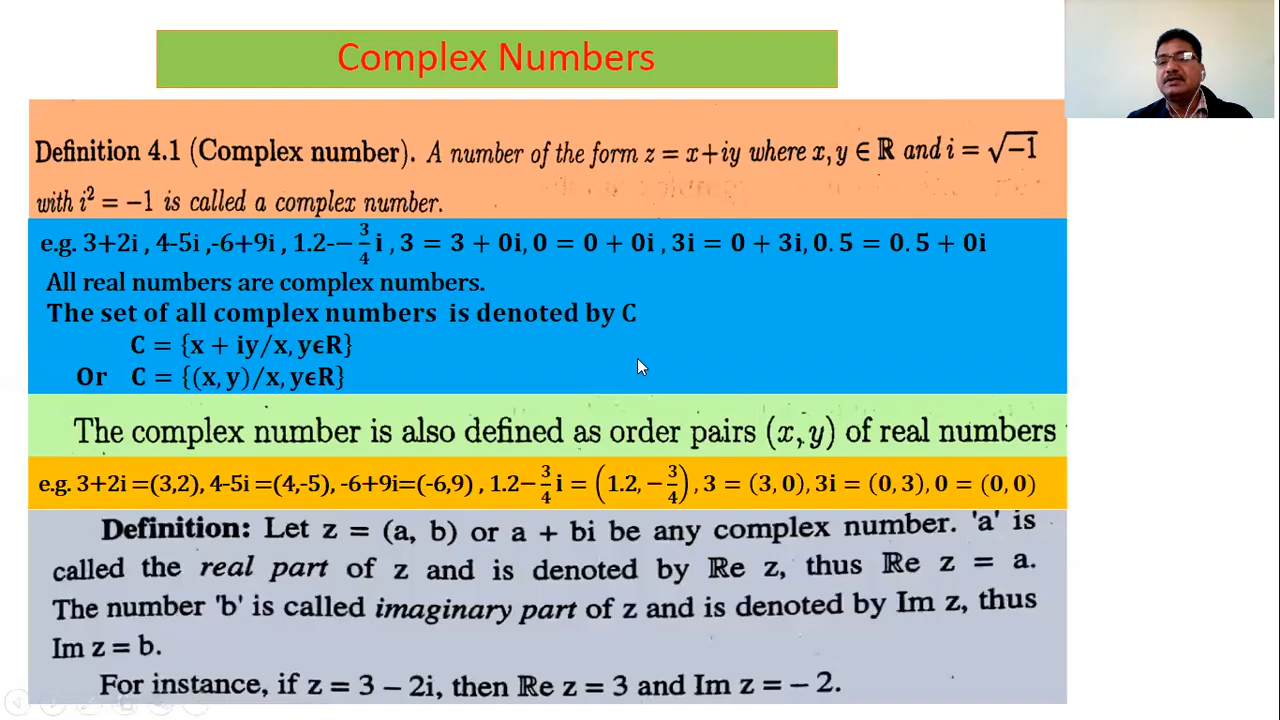 Complex Numbers
Definition 4.1 (Complex number). A number of the form z = x+iy where x, y ∈ ℝ and i = √−1
with i² = −1 is called a complex number.
e.g. 3+2i , 4-5i ,-6+9i , 1.2-− 3/4 i , 3 = 3 + 0i, 0 = 0 + 0i , 3i = 0 + 3i, 0.5 = 0.5 + 0i
All real numbers are complex numbers.
The set of all complex numbers is denoted by C
C = {x + iy/x, yϵR}
Or C = {(x, y)/x, yϵR}
The complex number is also defined as order pairs (x, y) of real numbers
e.g. 3+2i =(3,2), 4-5i =(4,-5), -6+9i=(-6,9) , 1.2− 3/4 i = (1.2, − 3/4), 3 = (3, 0), 3i = (0, 3), 0 = (0, 0)
Definition: Let z = (a, b) or a + bi be any complex number. 'a' is
called the real part of z and is denoted by ℝe z, thus ℝe z = a.
The number 'b' is called imaginary part of z and is denoted by Im z, thus
Im z = b.
For instance, if z = 3 − 2i, then ℝe z = 3 and Im z = − 2.